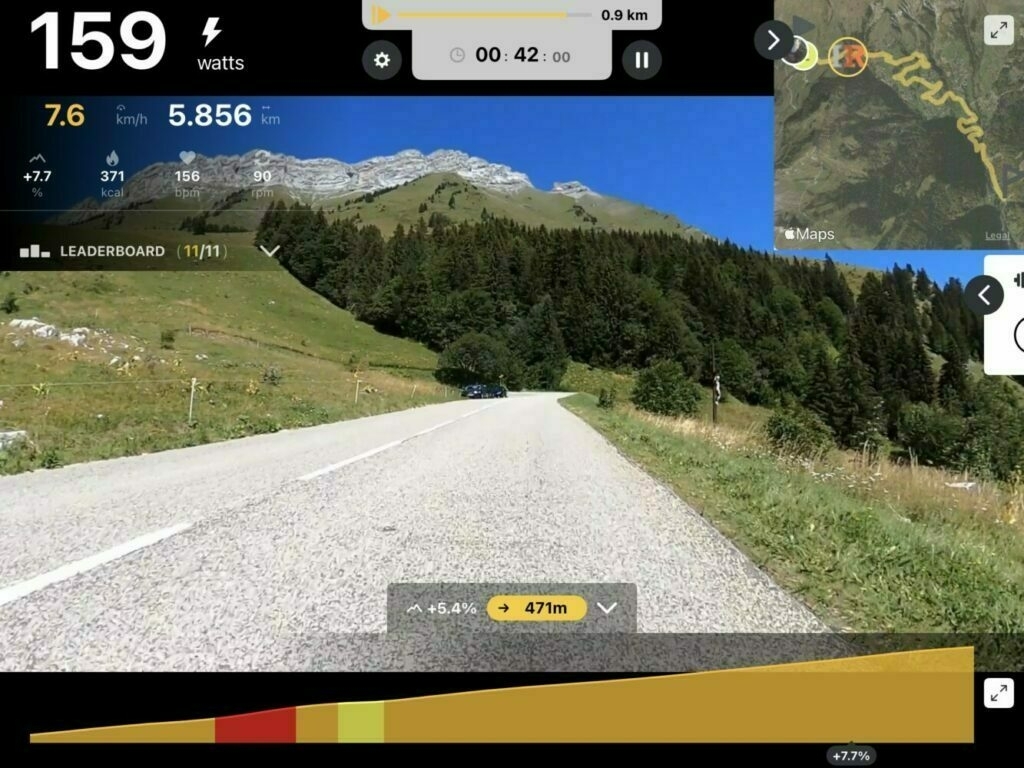 159 watts
0.9 km
00:42:00
7.6 km/h 5.856 km
+7.7 371 156 90
% kcal bpm rpm
LEADERBOARD (11/11)
Maps
Legal
+5.4% → 471m
+7.7%